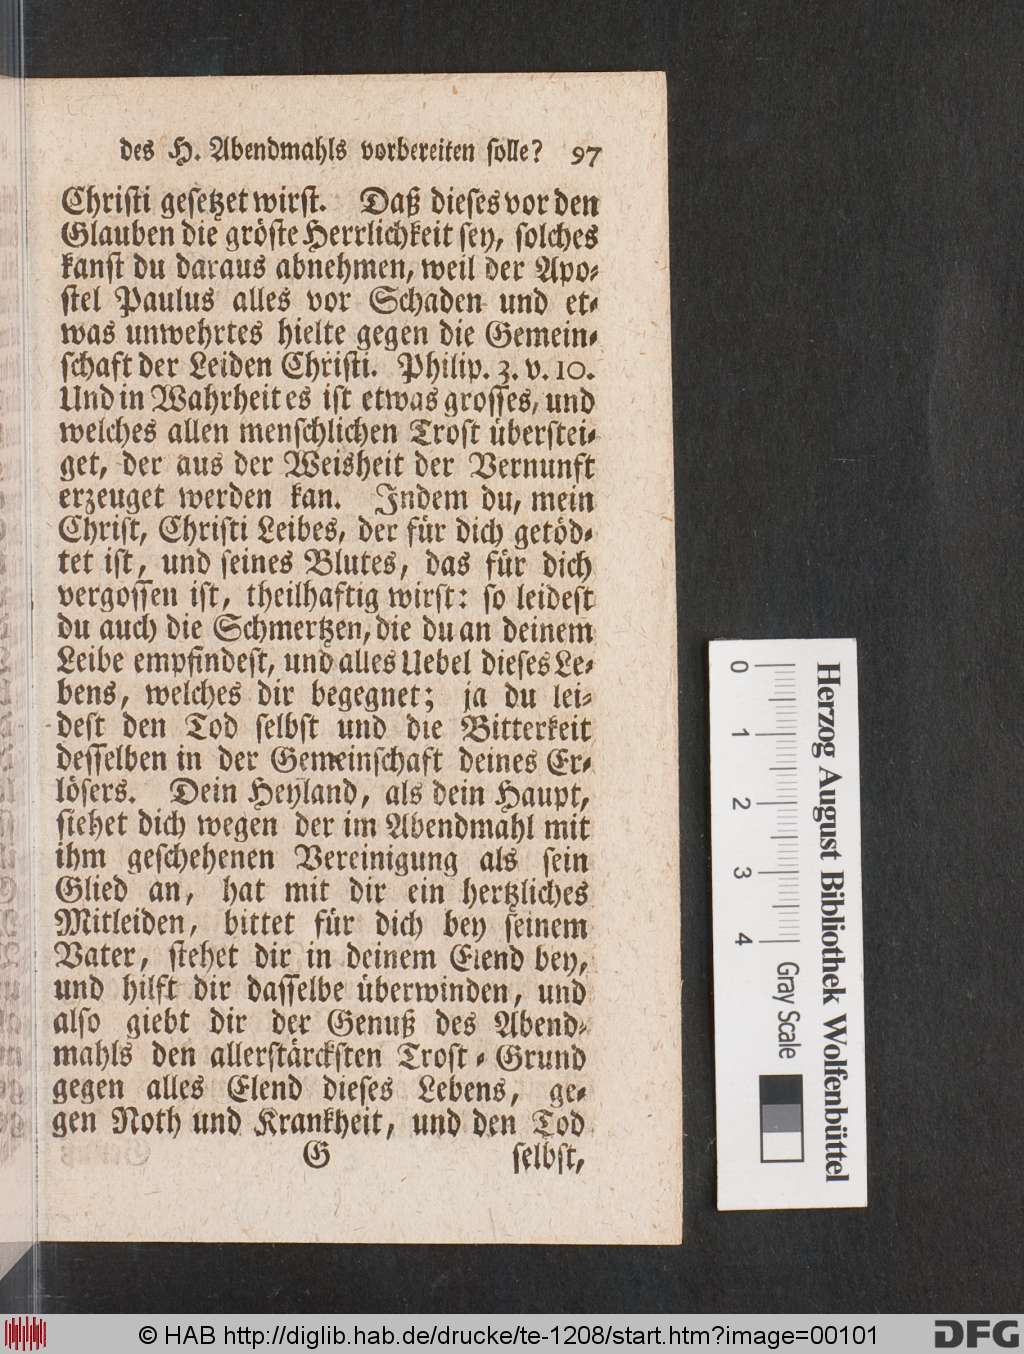 des H. Abendmahls vorbereiten solle? 97
Christi gesetzet wirst. Daß dieses vor den
Glauben die gröste Herrlichkeit sey, solches
kanst du daraus abnehmen, weil der Apo-
stel Paulus alles vor Schaden und et-
was unwehrtes hielte gegen die Gemein-
schaft der Leiden Christi. Philip. 3. v. 10.
Und in Wahrheit es ist etwas grosses, und
welches allen menschlichen Trost überstei-
get, der aus der Weisheit der Vernunft
erzeuget werden kan. Indem du, mein
Christ, Christi Leibes, der für dich getöd-
tet ist, und seines Blutes, das für dich
vergossen ist, theilhaftig wirst: so leidest
du auch die Schmertzen, die du an deinem
Leibe empfindest, und alles Uebel dieses Le-
bens, welches dir begegnet; ja du lei-
dest den Tod selbst und die Bitterkeit
desselben in der Gemeinschaft deines Er-
lösers. Dein Heyland, als dein Haupt,
siehet dich wegen der im Abendmahl mit
ihm geschehenen Vereinigung als sein
Glied an, hat mit dir ein hertzliches
Mitleiden, bittet für dich bey seinem
Vater, stehet dir in deinem Elend bey,
und hilft dir dasselbe überwinden, und
also giebt dir der Genuß des Abend-
mahls den allerstärcksten Trost-Grund
gegen alles Elend dieses Lebens, ge-
gen Noth und Krankheit, und den Tod
G selbst,
Herzog August Bibliothek Wolfenbüttel
0 1 2 3 4 Gray Scale
© HAB http://diglib.hab.de/drucke/te-1208/start.htm?image=00101
DFG